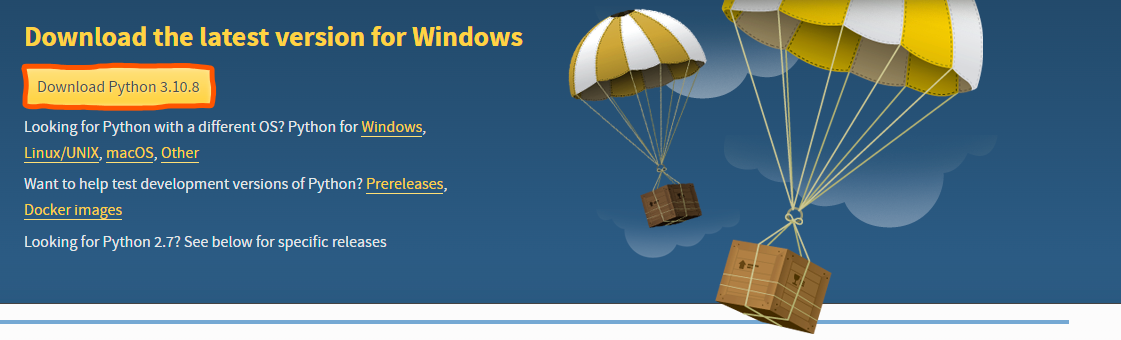 Download the latest version for Windows
Download Python 3.10.8
Looking for Python with a different OS? Python for Windows,
Linux/UNIX, macOS, Other
Want to help test development versions of Python? Prereleases,
Docker images
Looking for Python 2.7? See below for specific releases